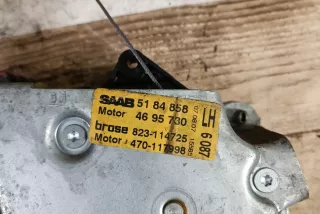 SAAB 51 84 858
Motor 46 95 730
brose 823-114725
Motor 470-117998
LH
6 087